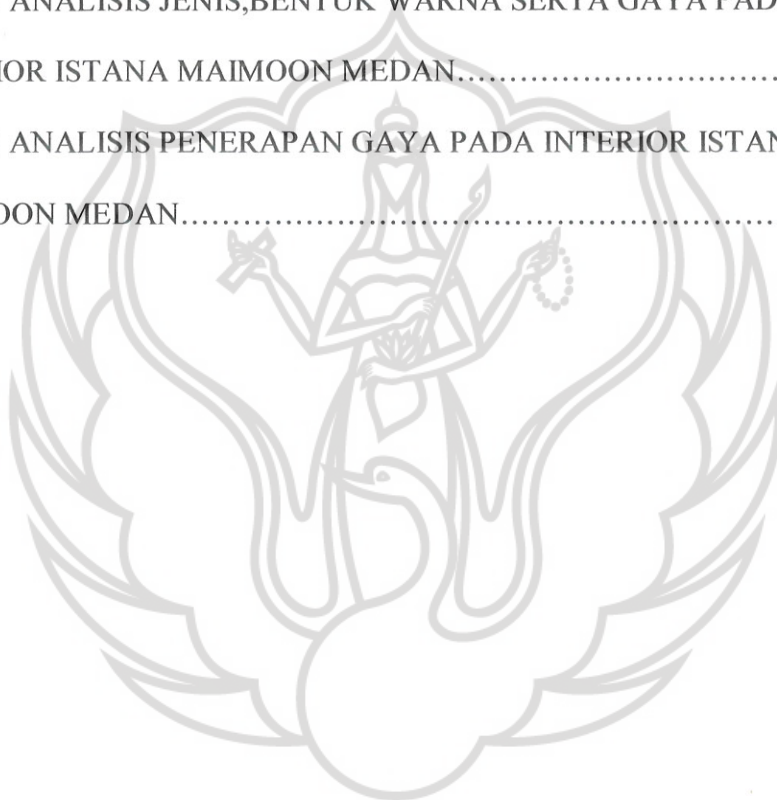 ANALISIS JENIS,BENTUK WARNA SERTA GAYA PAD
IOR ISTANA MAIMOON MEDAN..............................
ANALISIS PENERAPAN GAYA PADA INTERIOR ISTAN
OON MEDAN..........................................................